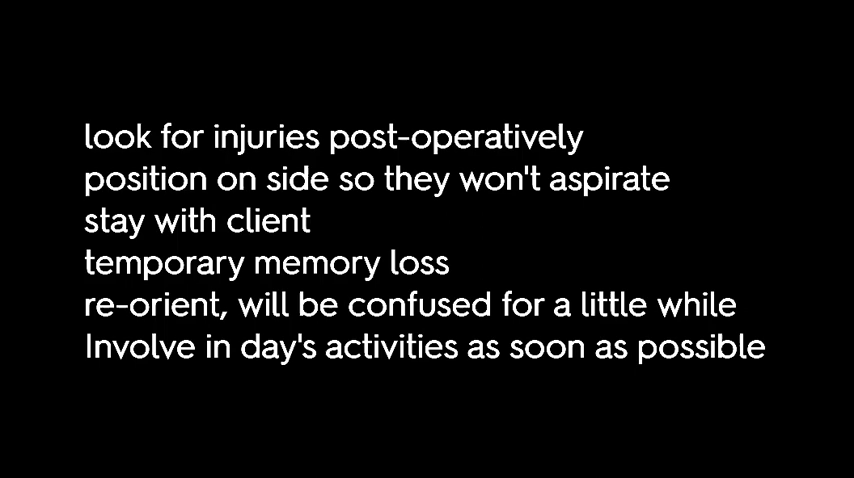 look for injuries post-operatively
position on side so they won't aspirate
stay with client
temporary memory loss
re-orient, will be confused for a little while
Involve in day's activities as soon as possible